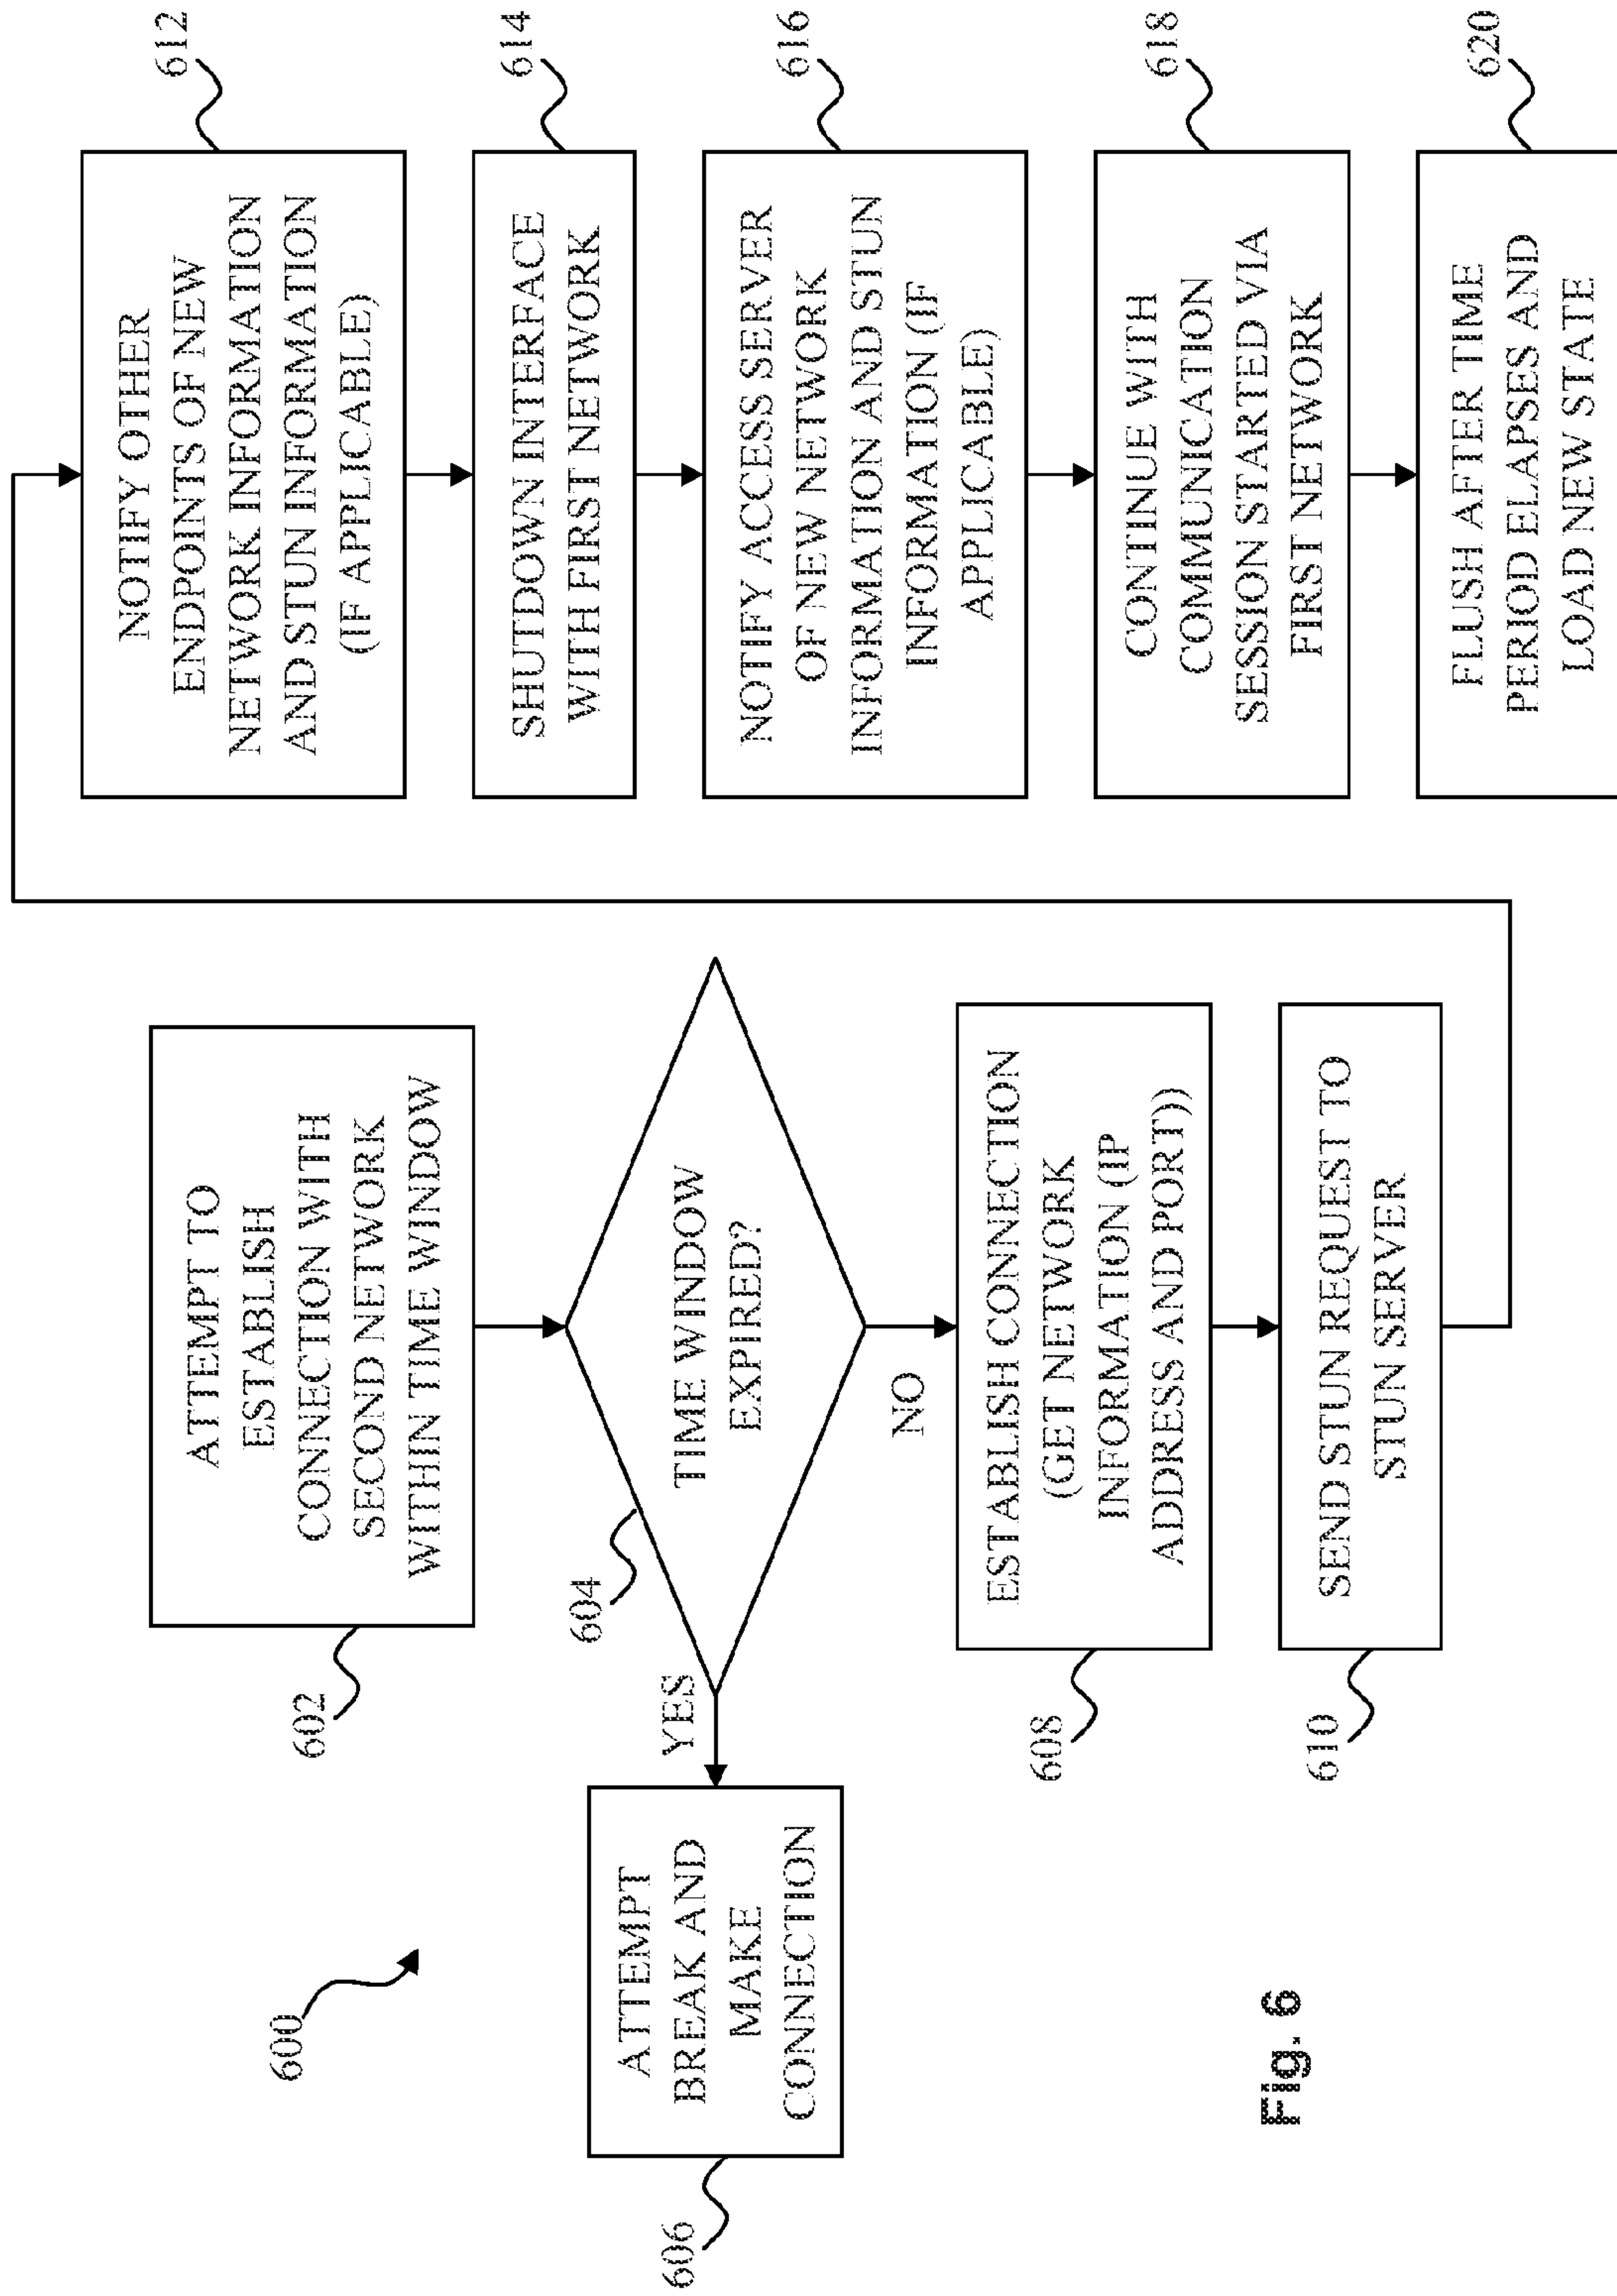 600
602
ATTEMPT TO
ESTABLISH
CONNECTION WITH
SECOND NETWORK
WITHIN TIME WINDOW
604
TIME WINDOW
EXPIRED?
YES
606
ATTEMPT
BREAK AND
MAKE
CONNECTION
NO
608
ESTABLISH CONNECTION
(GET NETWORK
INFORMATION (IP
ADDRESS AND PORT))
610
SEND STUN REQUEST TO
STUN SERVER
612
NOTIFY OTHER
ENDPOINTS OF NEW
NETWORK INFORMATION
AND STUN INFORMATION
(IF APPLICABLE)
614
SHUTDOWN INTERFACE
WITH FIRST NETWORK
616
NOTIFY ACCESS SERVER
OF NEW NETWORK
INFORMATION AND STUN
INFORMATION (IF
APPLICABLE)
618
CONTINUE WITH
COMMUNICATION
SESSION STARTED VIA
FIRST NETWORK
620
FLUSH AFTER TIME
PERIOD ELAPSES AND
LOAD NEW STATE
Fig. 6